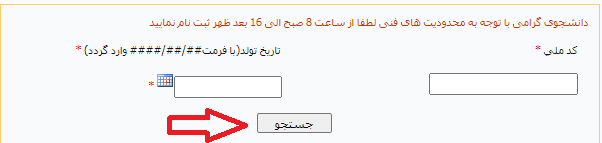 دانشجوی گرامی با توجه به محدودیت های فنی لطفا از ساعت 8 صبح الی 16 بعد ظهر ثبت نام نمایید
کد ملی *
تاریخ تولد(با فرمت##/##/#### وارد گردد) *
*
جستجو